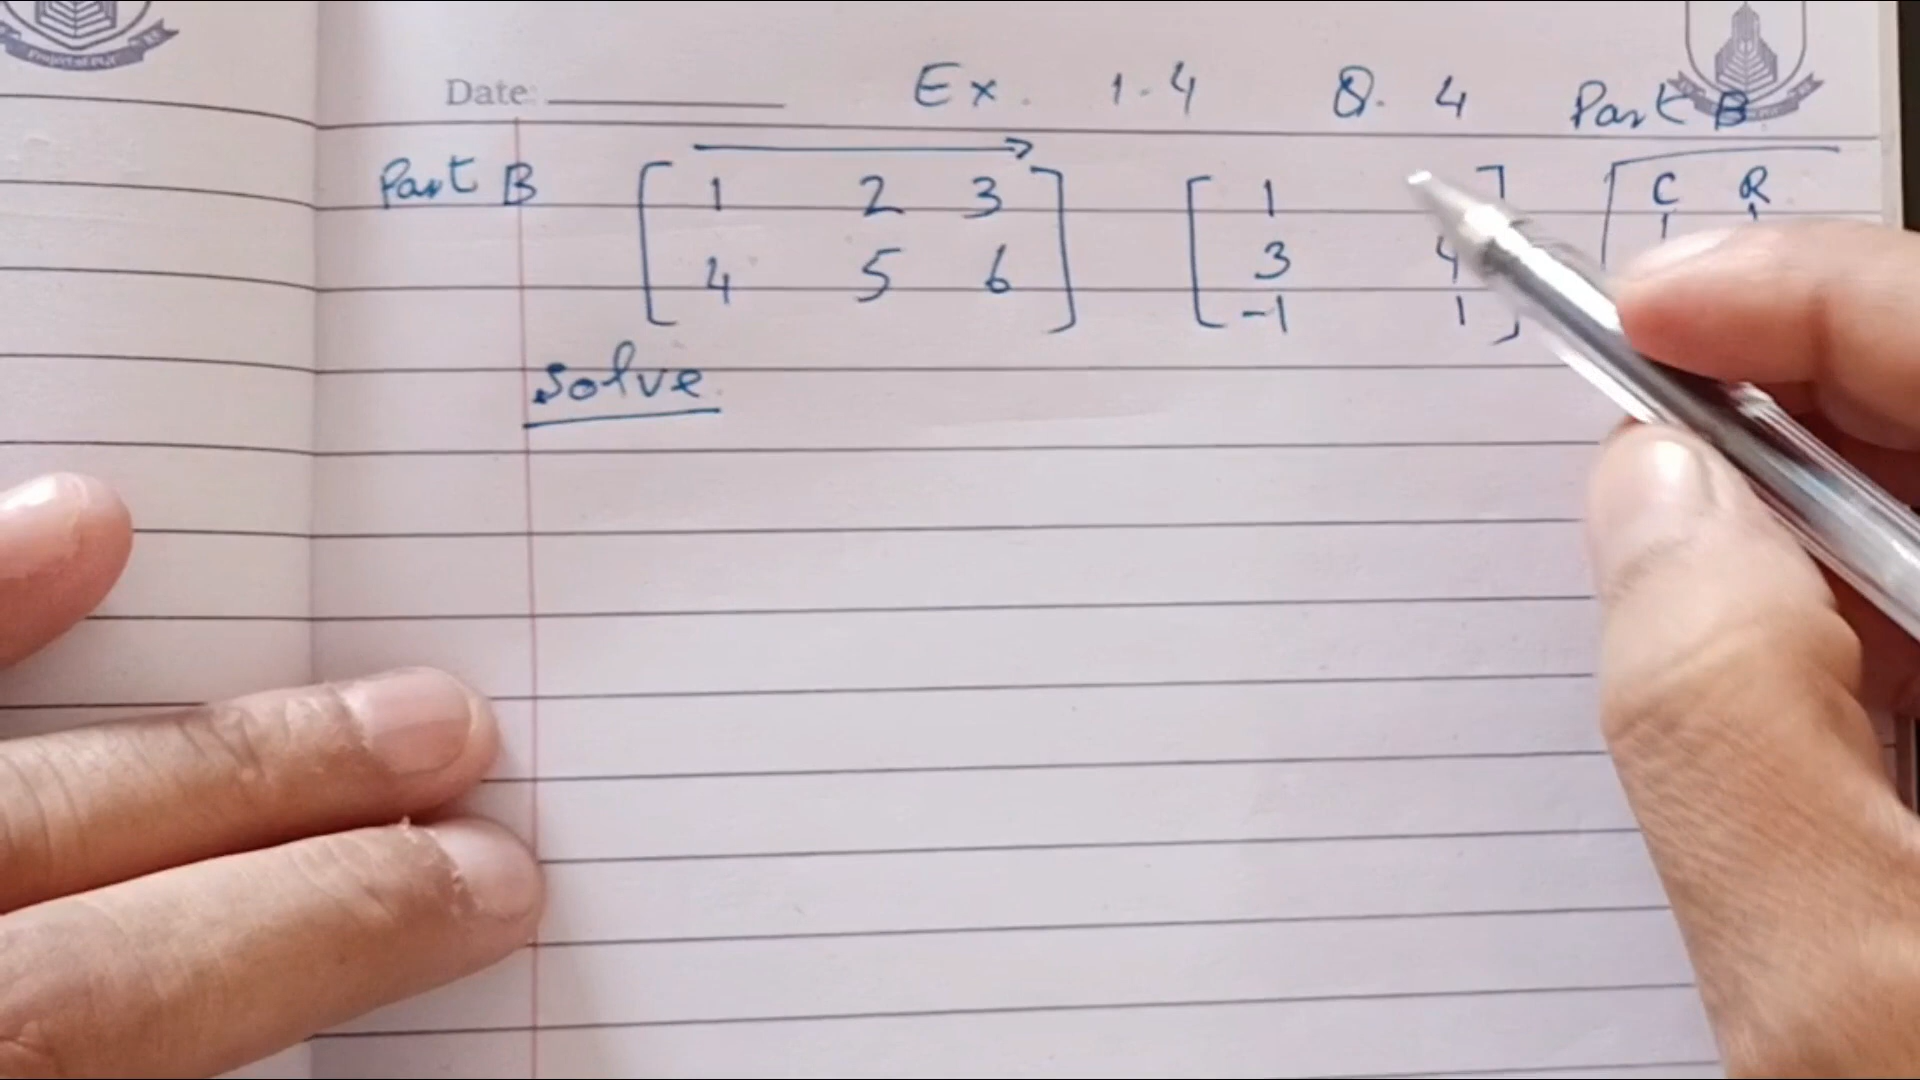 Date: Ex. 1.4 Q. 4 Part B
Part B 1 2 3 1 C R
4 5 6 3 4
-1 1
Solve